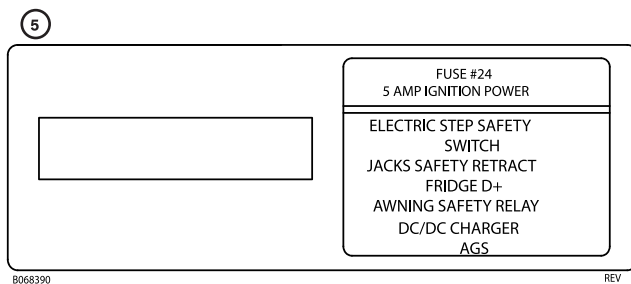 5
FUSE #24
5 AMP IGNITION POWER
ELECTRIC STEP SAFETY
SWITCH
JACKS SAFETY RETRACT
FRIDGE D+
AWNING SAFETY RELAY
DC/DC CHARGER
AGS
B068390
REV